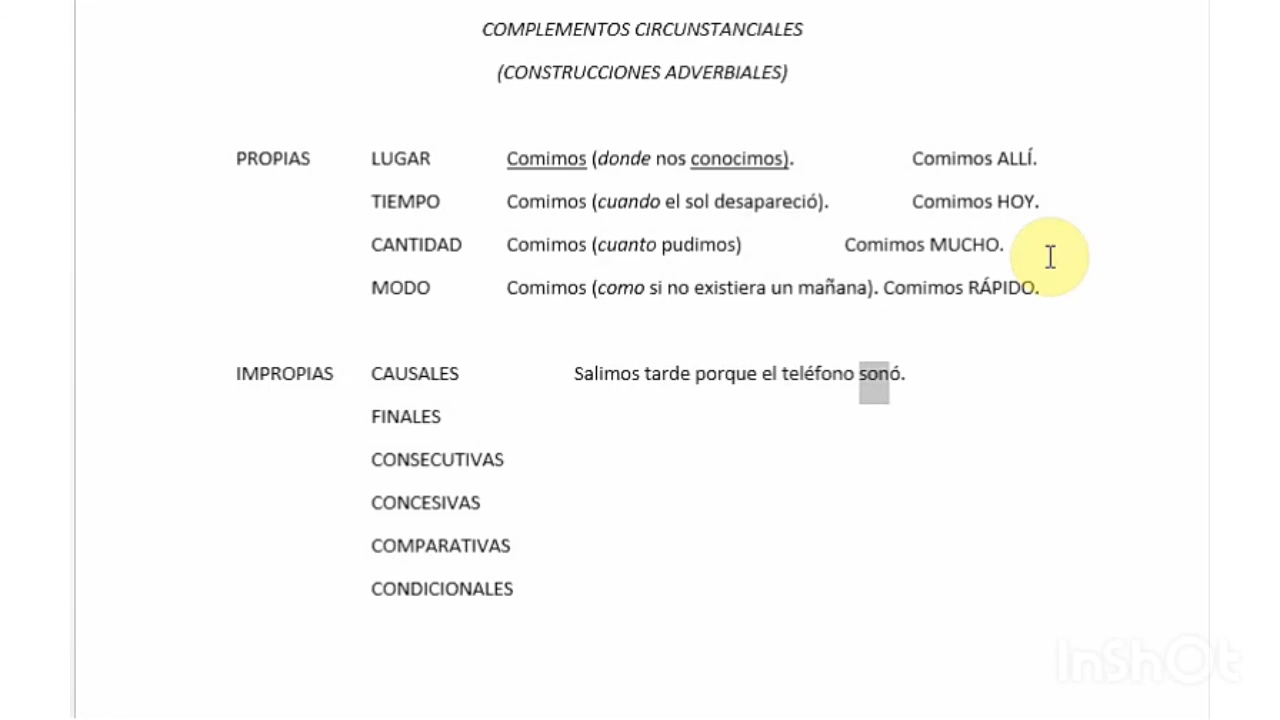 COMPLEMENTOS CIRCUNSTANCIALES
(CONSTRUCCIONES ADVERBIALES)
PROPIAS LUGAR Comimos (donde nos conocimos). Comimos ALLÍ.
TIEMPO Comimos (cuando el sol desapareció). Comimos HOY.
CANTIDAD Comimos (cuanto pudimos) Comimos MUCHO.
MODO Comimos (como si no existiera un mañana). Comimos RÁPIDO.
IMPROPIAS CAUSALES Salimos tarde porque el teléfono sonó.
FINALES
CONSECUTIVAS
CONCESIVAS
COMPARATIVAS
CONDICIONALES
InShOt